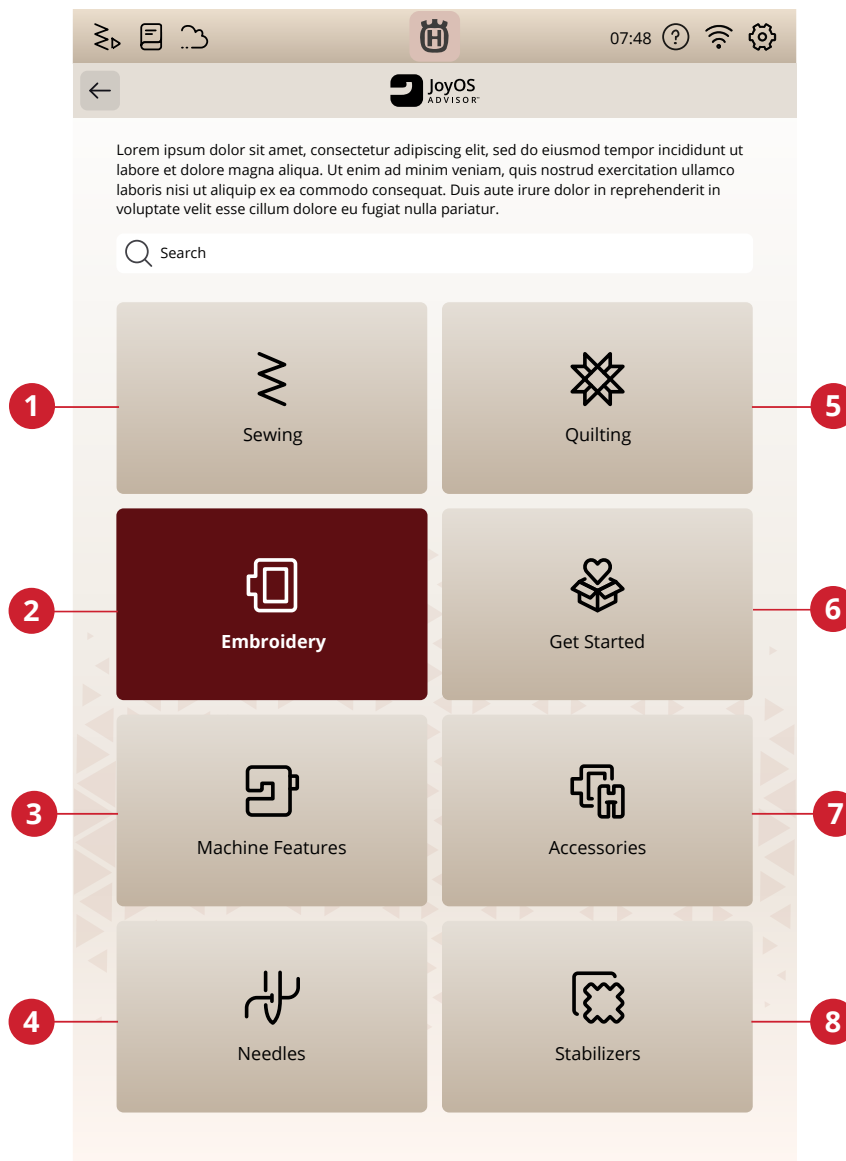 07:48 ?
JoyOS
ADVISOR™
Lorem ipsum dolor sit amet, consectetur adipiscing elit, sed do eiusmod tempor incididunt ut
labore et dolore magna aliqua. Ut enim ad minim veniam, quis nostrud exercitation ullamco
laboris nisi ut aliquip ex ea commodo consequat. Duis aute irure dolor in reprehenderit in
voluptate velit esse cillum dolore eu fugiat nulla pariatur.
Search
1
Sewing
5
Quilting
2
Embroidery
6
Get Started
3
Machine Features
7
Accessories
4
Needles
8
Stabilizers